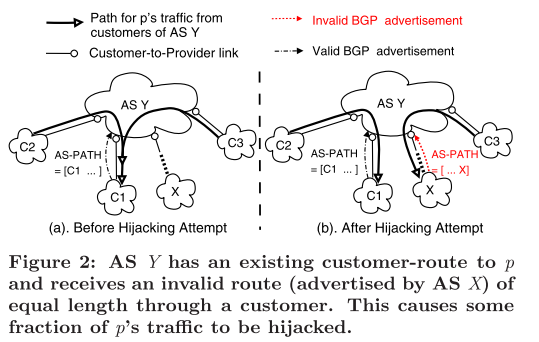 Path for p's traffic from
customers of AS Y
Customer-to-Provider link
Invalid BGP advertisement
Valid BGP advertisement
AS Y
C2
C3
AS-PATH
= [C1 ... ]
C1
X
(a). Before Hijacking Attempt
AS Y
C2
C3
AS-PATH
= [C1 ... ]
AS-PATH
= [ ... X]
C1
X
(b). After Hijacking Attempt
Figure 2: AS Y has an existing customer-route to p
and receives an invalid route (advertised by AS X) of
equal length through a customer. This causes some
fraction of p's traffic to be hijacked.